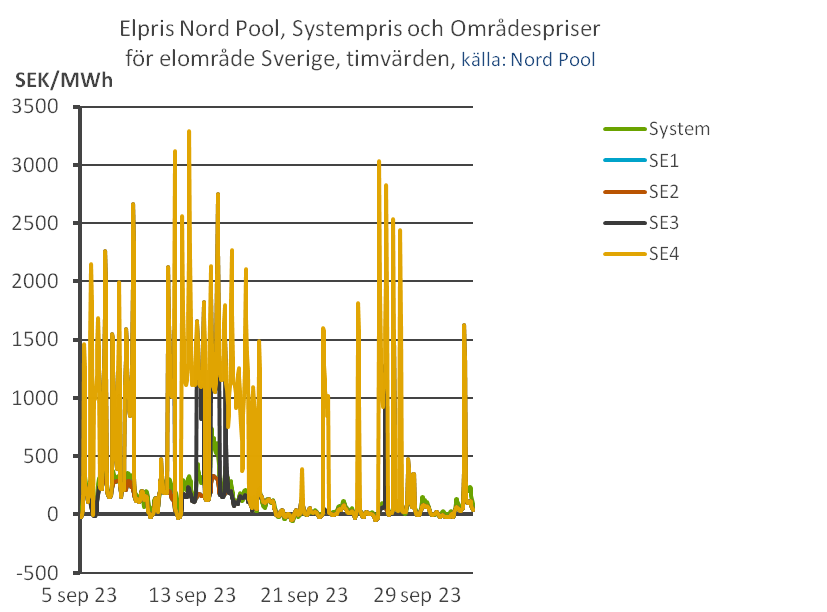 Elpris Nord Pool, Systempris och Områdespriser
för elområde Sverige, timvärden, källa: Nord Pool
SEK/MWh
3500
3000
2500
2000
1500
1000
500
0
-500
5 sep 23
13 sep 23
21 sep 23
29 sep 23
System
SE1
SE2
SE3
SE4